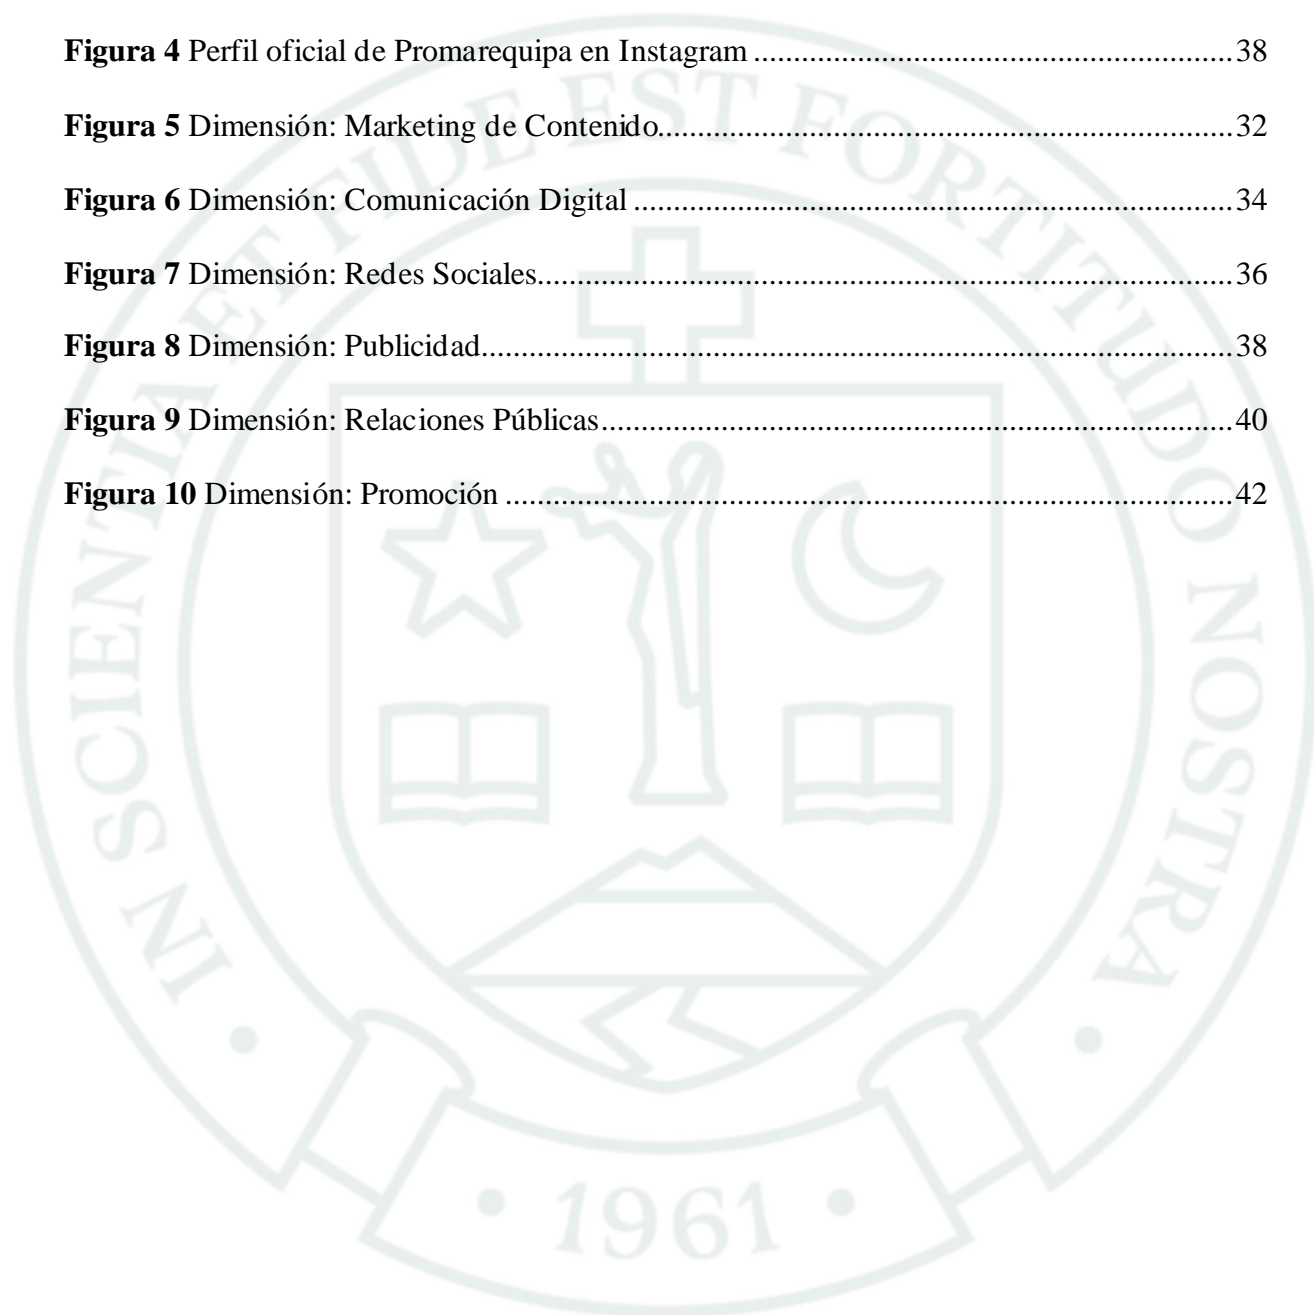 Figura 4 Perfil oficial de Promarequipa en Instagram ........................................................... 38
Figura 5 Dimensión: Marketing de Contenido....................................................................... 32
Figura 6 Dimensión: Comunicación Digital .......................................................................... 34
Figura 7 Dimensión: Redes Sociales...................................................................................... 36
Figura 8 Dimensión: Publicidad............................................................................................. 38
Figura 9 Dimensión: Relaciones Públicas.............................................................................. 40
Figura 10 Dimensión: Promoción .......................................................................................... 42
IN SCIENTIA ET FIDE EST FORTITUDO NOSTRA
• 1961 •